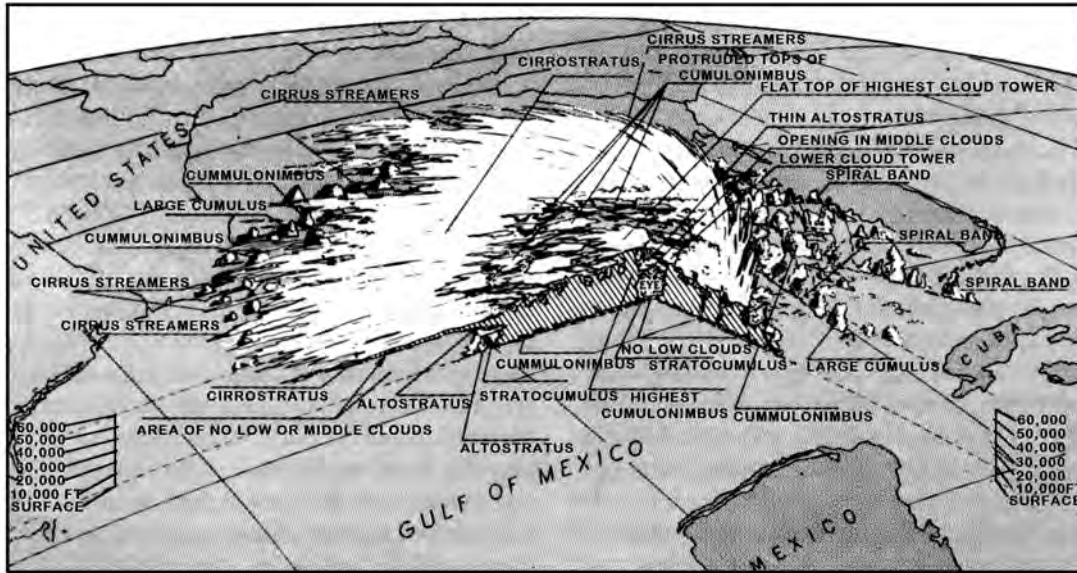 CIRRUS STREAMERS
CIRROSTRATUS
PROTRUDED TOPS OF
CUMULONIMBUS
CIRRUS STREAMERS
FLAT TOP OF HIGHEST CLOUD TOWER
THIN ALTOSTRATUS
OPENING IN MIDDLE CLOUDS
LOWER CLOUD TOWER
SPIRAL BAND
UNITED STATES
CUMMULONIMBUS
LARGE CUMULUS
CUMMULONIMBUS
SPIRAL BAND
CIRRUS STREAMERS
EYE
SPIRAL BAND
CIRRUS STREAMERS
CUBA
NO LOW CLOUDS
CUMMULONIMBUS
STRATOCUMULUS
LARGE CUMULUS
CIRROSTRATUS
ALTOSTRATUS
STRATOCUMULUS
HIGHEST
CUMULONIMBUS
CUMMULONIMBUS
AREA OF NO LOW OR MIDDLE CLOUDS
ALTOSTRATUS
60,000
50,000
40,000
30,000
20,000
10,000 FT
SURFACE
60,000
50,000
40,000
30,000
20,000
10,000FT
SURFACE
GULF OF MEXICO
MEXICO